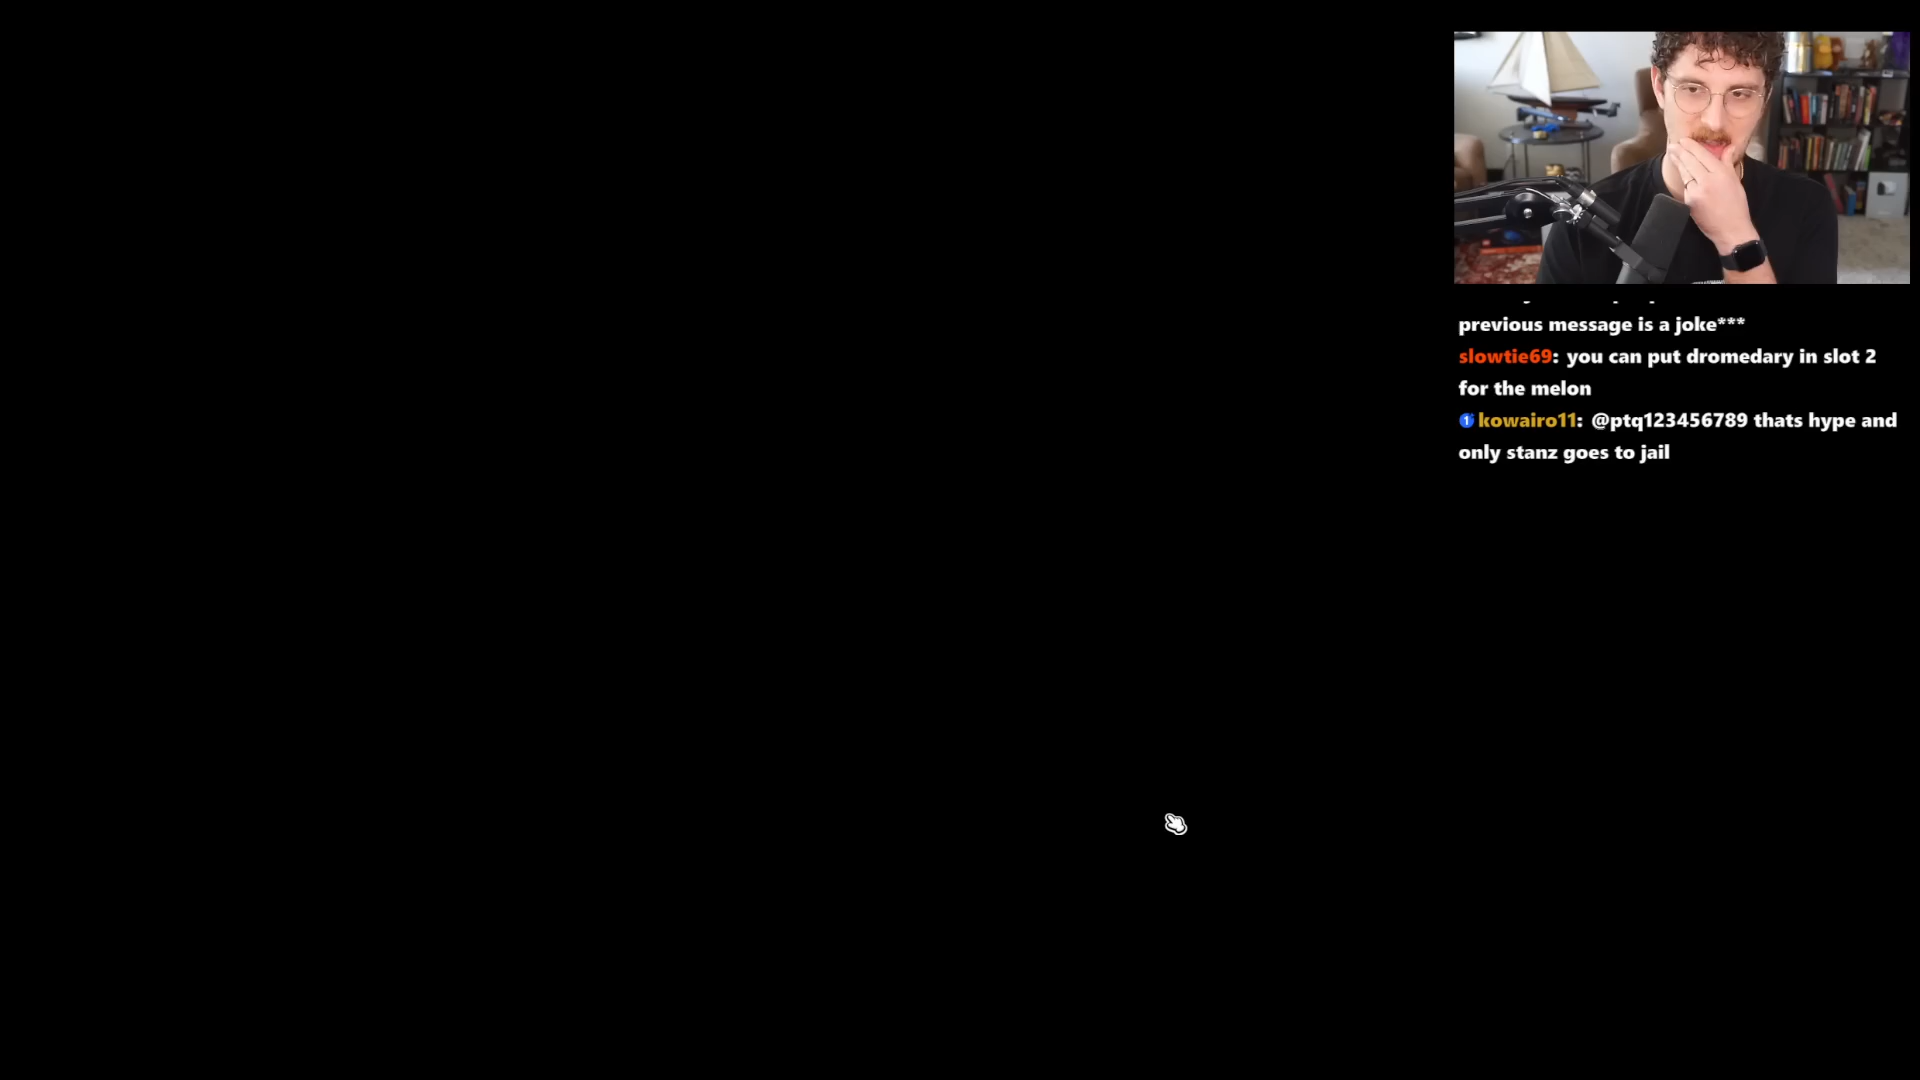 previous message is a joke***
slowtie69: you can put dromedary in slot 2
for the melon
1 kowairo11: @ptq123456789 thats hype and
only stanz goes to jail